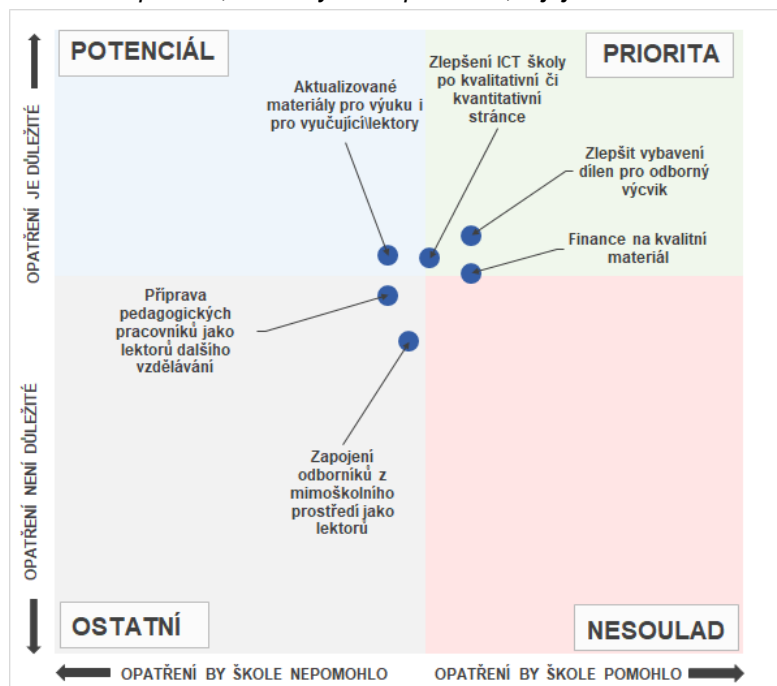 POTENCIÁL
PRIORITA
Aktualizované
materiály pro výuku i
pro vyučující\lektory
Zlepšení ICT školy
po kvalitativní či
kvantitativní
stránce
Zlepšit vybavení
dílen pro odborný
výcvik
Finance na kvalitní
materiál
Příprava
pedagogických
pracovníků jako
lektorů dalšího
vzdělávání
Zapojení
odborníků z
mimoškolního
prostředí jako
lektorů
OSTATNÍ
NESOULAD
OPATŘENÍ JE DŮLEŽITÉ
OPATŘENÍ NENÍ DŮLEŽITÉ
OPATŘENÍ BY ŠKOLE NEPOMOHLO
OPATŘENÍ BY ŠKOLE POMOHLO